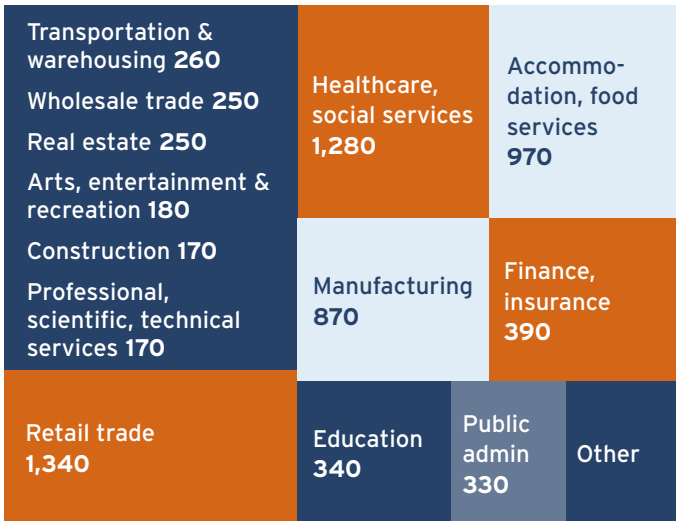 Transportation &
warehousing 260
Wholesale trade 250
Real estate 250
Arts, entertainment &
recreation 180
Construction 170
Professional,
scientific, technical
services 170
Healthcare,
social services
1,280
Accommo-
dation, food
services
970
Manufacturing
870
Finance,
insurance
390
Retail trade
1,340
Education
340
Public
admin
330
Other